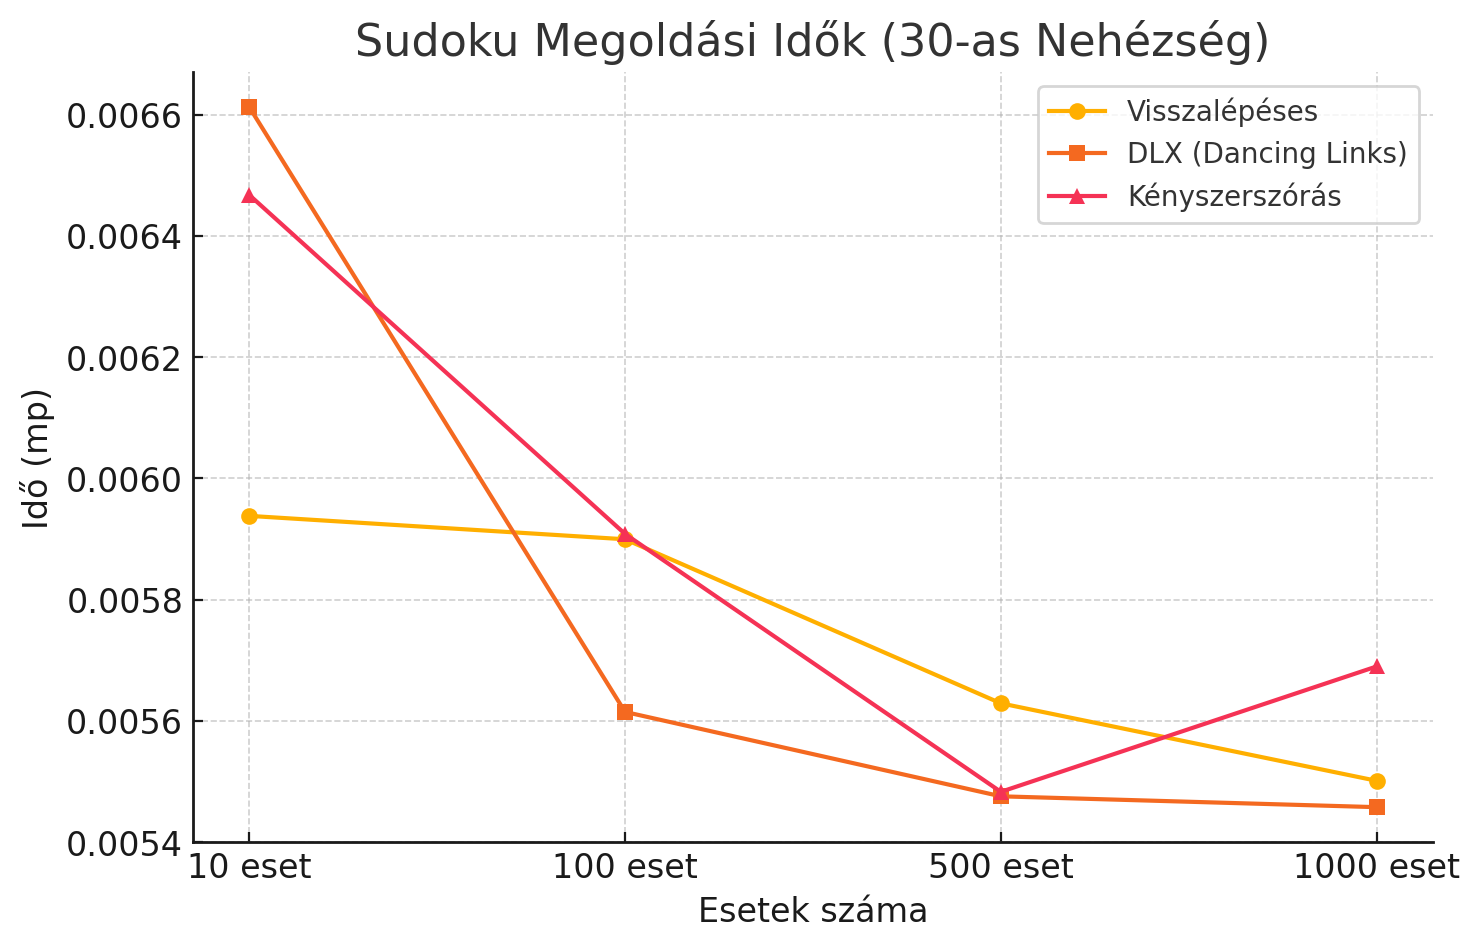 Sudoku Megoldási Idők (30-as Nehézség)
Visszalépéses
DLX (Dancing Links)
Kényszerszórás
Idő (mp)
0.0066
0.0064
0.0062
0.0060
0.0058
0.0056
0.0054
10 eset
100 eset
500 eset
1000 eset
Esetek száma